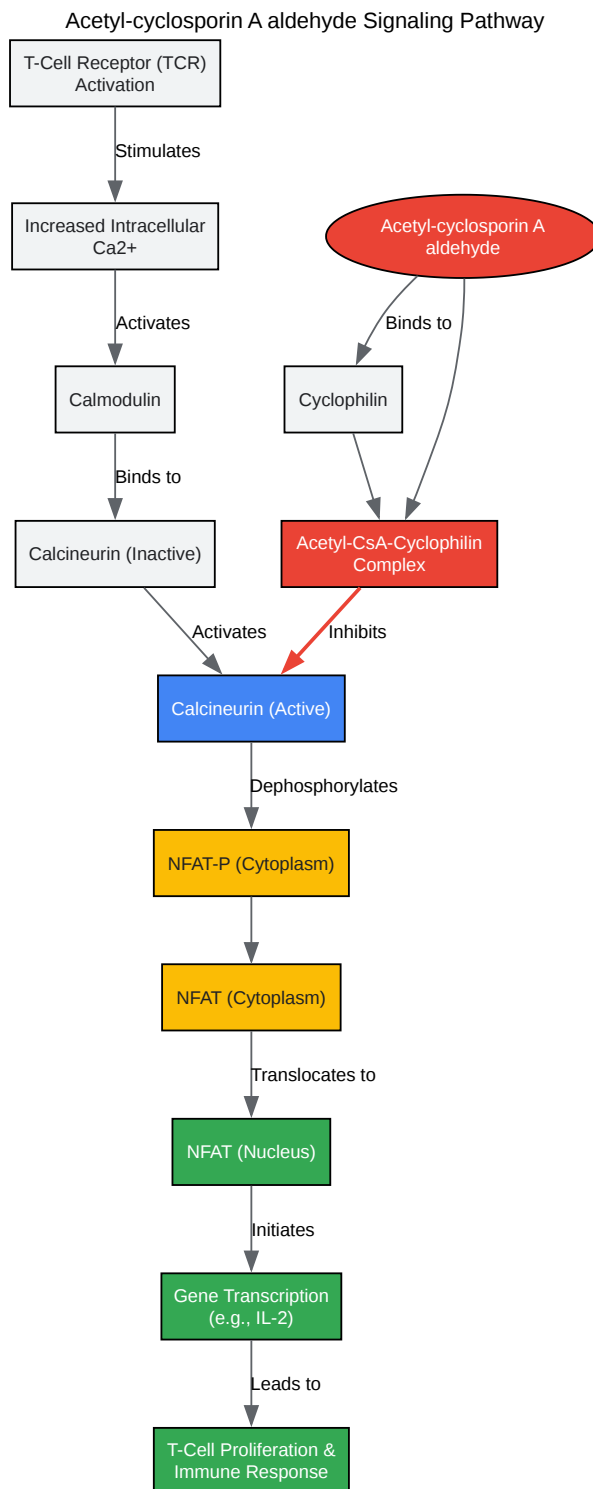 Acetyl-cyclosporin A aldehyde Signaling Pathway
T-Cell Receptor (TCR)
Activation
Stimulates
Increased Intracellular
Ca2+
Acetyl-cyclosporin A
aldehyde
Activates
Binds to
Calmodulin
Cyclophilin
Binds to
Calcineurin (Inactive)
Acetyl-CsA-Cyclophilin
Complex
Activates
Inhibits
Calcineurin (Active)
Dephosphorylates
NFAT-P (Cytoplasm)
NFAT (Cytoplasm)
Translocates to
NFAT (Nucleus)
Initiates
Gene Transcription
(e.g., IL-2)
Leads to
T-Cell Proliferation &
Immune Response